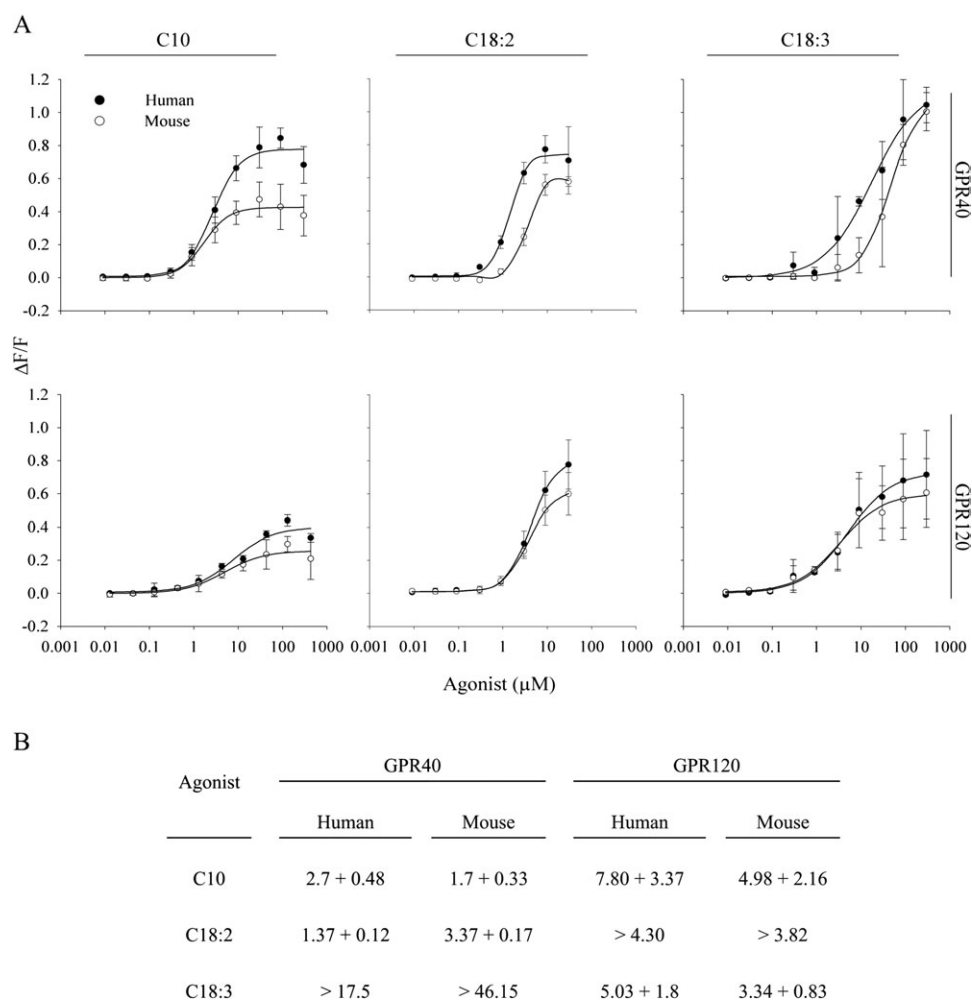 A
C10 C18:2 C18:3
1.2 Human
1.0 Mouse
0.8
0.6
0.4
0.2
0.0
-0.2
GPR40
ΔF/F
1.2
1.0
0.8
0.6
0.4
0.2
0.0
-0.2
GPR120
0.001 0.01 0.1 1 10 100 1000 0.001 0.01 0.1 1 10 100 1000 0.001 0.01 0.1 1 10 100 1000
Agonist (µM)
B
GPR40 GPR120
Agonist
Human Mouse Human Mouse
C10 2.7 + 0.48 1.7 + 0.33 7.80 + 3.37 4.98 + 2.16
C18:2 1.37 + 0.12 3.37 + 0.17 > 4.30 > 3.82
C18:3 > 17.5 > 46.15 5.03 + 1.8 3.34 + 0.83